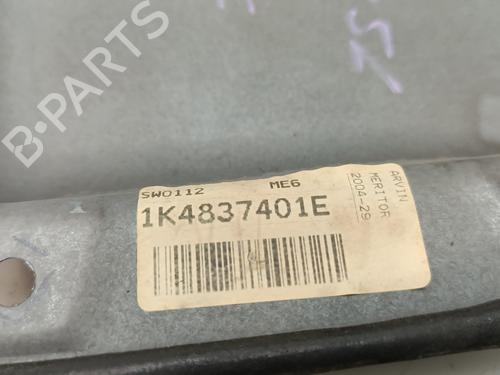 SW0112 ME6
1K4837401E
ARVIN
MERITOR
2004-29
B-PARTS